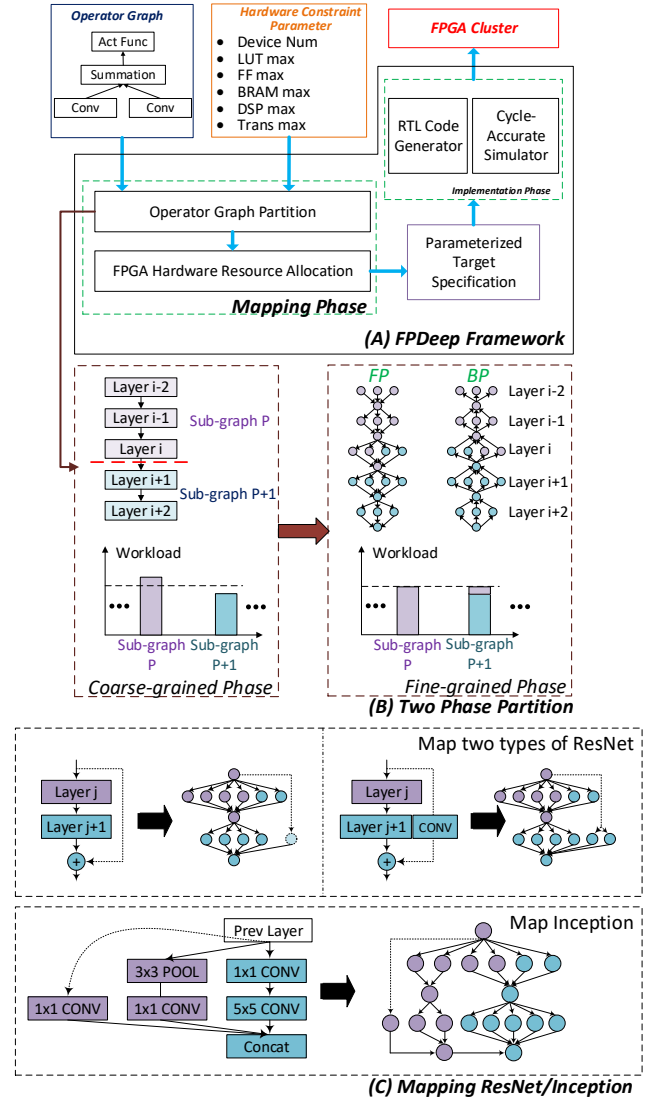 Operator Graph
Act Func
Summation
Conv
Conv
Hardware Constraint
Parameter
• Device Num
• LUT max
• FF max
• BRAM max
• DSP max
• Trans max
FPGA Cluster
RTL Code
Generator
Cycle-
Accurate
Simulator
Implementation Phase
Operator Graph Partition
FPGA Hardware Resource Allocation
Mapping Phase
Parameterized
Target
Specification
(A) FPDeep Framework
Layer i-2
Layer i-1
Layer i
Layer i+1
Layer i+2
Sub-graph P
Sub-graph P+1
Workload
•••
•••
Sub-graph
P
Sub-graph
P+1
Coarse-grained Phase
FP
BP
Layer i-2
Layer i-1
Layer i
Layer i+1
Layer i+2
Workload
•••
•••
Sub-graph
P
Sub-graph
P+1
Fine-grained Phase
(B) Two Phase Partition
Map two types of ResNet
Layer j
Layer j+1
+
Layer j
Layer j+1
CONV
+
Map Inception
Prev Layer
3x3 POOL
1x1 CONV
1x1 CONV
1x1 CONV
5x5 CONV
Concat
(C) Mapping ResNet/Inception